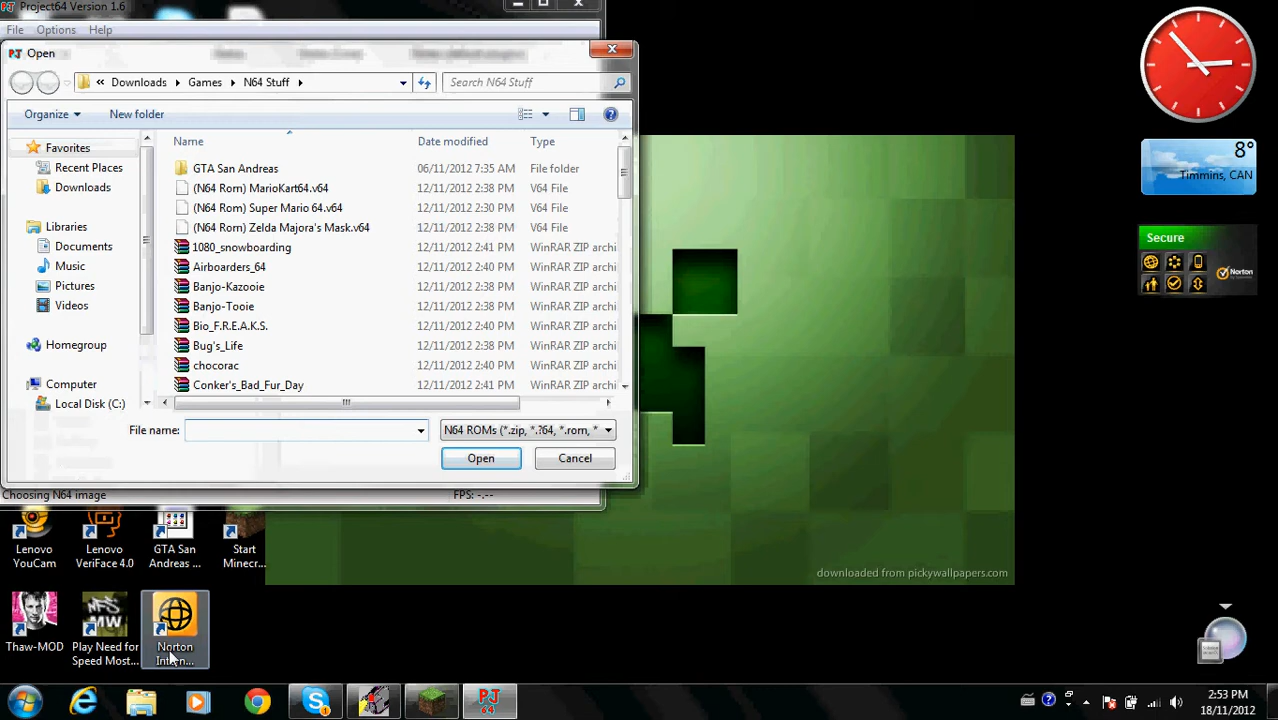 Project64 Version 1.6
File Options Help
Open
« Downloads Games N64 Stuff
Search N64 Stuff
Organize New folder
Name Date modified Type
Favorites
Recent Places
Downloads
Libraries
Documents
Music
Pictures
Videos
Homegroup
Computer
Local Disk (C:)
GTA San Andreas 06/11/2012 7:35 AM File folder
(N64 Rom) MarioKart64.v64 12/11/2012 2:38 PM V64 File
(N64 Rom) Super Mario 64.v64 12/11/2012 2:30 PM V64 File
(N64 Rom) Zelda Majora's Mask.v64 12/11/2012 2:38 PM V64 File
1080_snowboarding 12/11/2012 2:41 PM WinRAR ZIP archi
Airboarders_64 12/11/2012 2:40 PM WinRAR ZIP archi
Banjo-Kazooie 12/11/2012 2:40 PM WinRAR ZIP archi
Banjo-Tooie 12/11/2012 2:38 PM WinRAR ZIP archi
Bio_F.R.E.A.K.S. 12/11/2012 2:40 PM WinRAR ZIP archi
Bug's_Life 12/11/2012 2:38 PM WinRAR ZIP archi
chocorac 12/11/2012 2:40 PM WinRAR ZIP archi
Conker's_Bad_Fur_Day 12/11/2012 2:41 PM WinRAR ZIP archi
File name: N64 ROMs (*.zip, *.?64, *.rom, *
Open Cancel
Choosing N64 image FPS: -.--
Lenovo YouCam
Lenovo VeriFace 4.0
GTA San Andreas ...
Start Minecr...
Thaw-MOD
Play Need for Speed Most...
Norton Intern...
8°
Timmins, CAN
Secure
Norton
downloaded from pickywallpapers.com
PJ 64
2:53 PM
18/11/2012